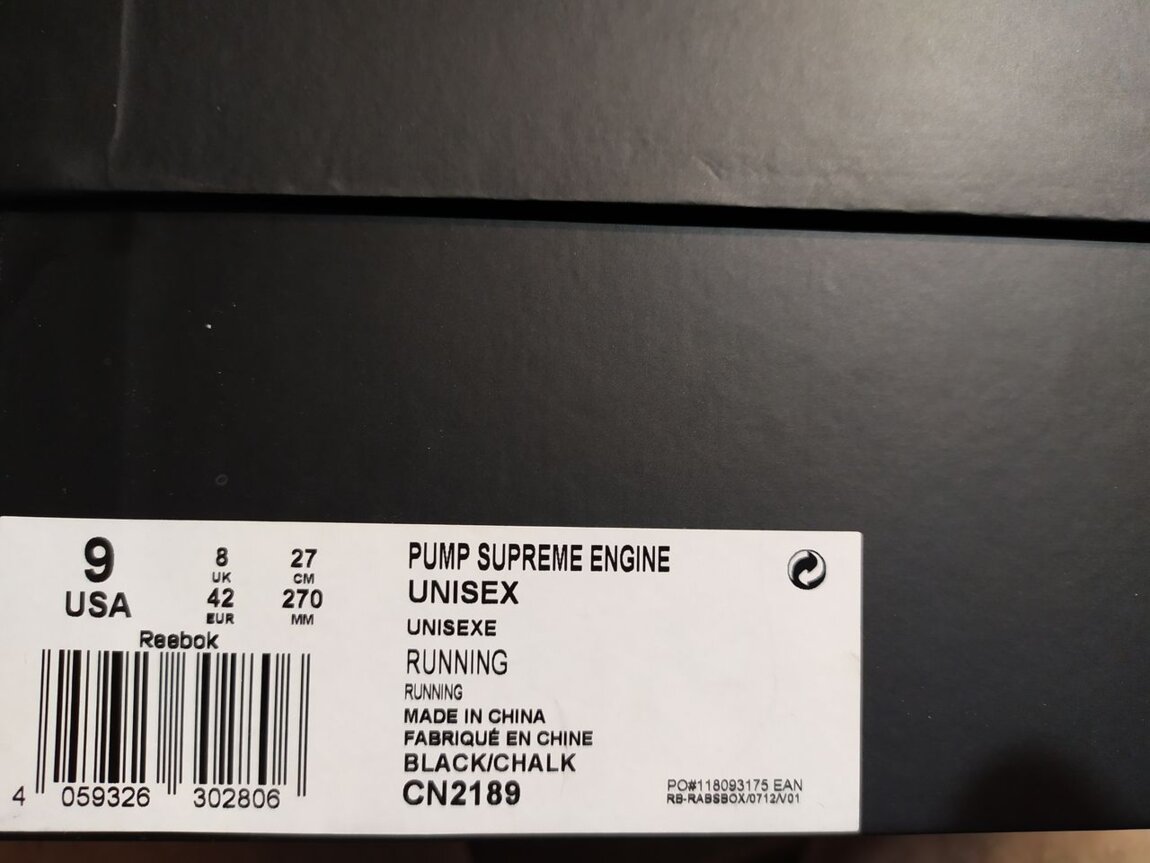 9
USA
8
UK
42
EUR
27
CM
270
MM
Reebok
4 059326 302806
PUMP SUPREME ENGINE
UNISEX
UNISEXE
RUNNING
RUNNING
MADE IN CHINA
FABRIQUÉ EN CHINE
BLACK/CHALK
CN2189
PO#118093175 EAN
RB-RABSBOX/0712/V01